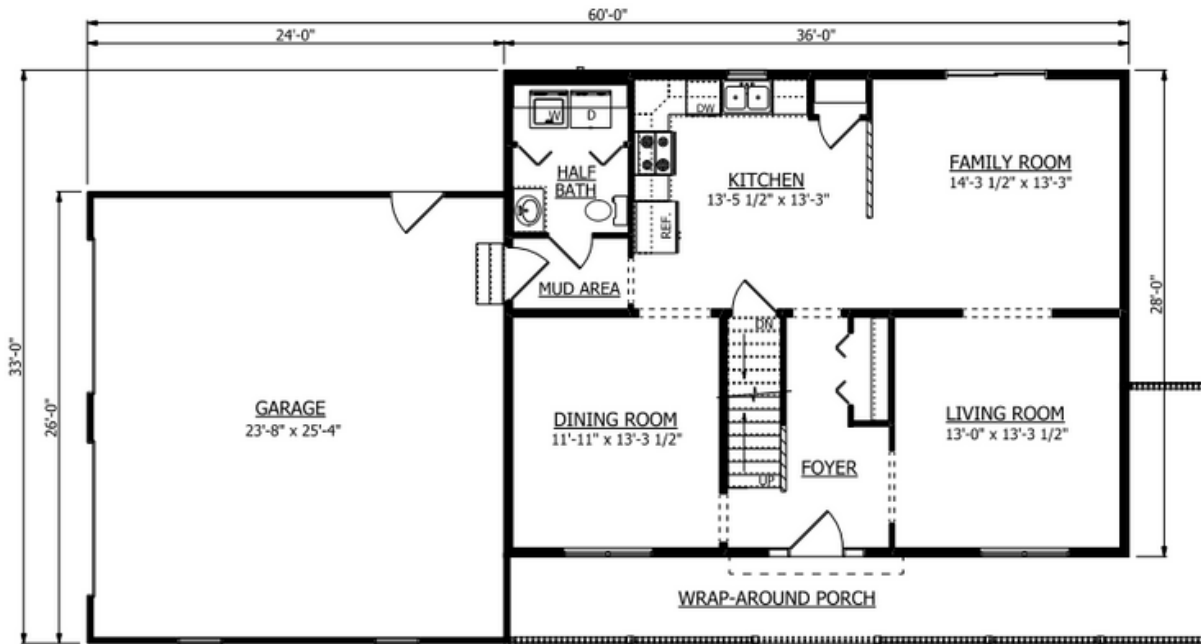 60'-0"
24'-0"
36'-0"
W
D
DW
HALF
BATH
KITCHEN
13'-5 1/2" x 13'-3"
FAMILY ROOM
14'-3 1/2" x 13'-3"
REF.
MUD AREA
28'-0"
33'-0"
26'-0"
DN
GARAGE
23'-8" x 25'-4"
DINING ROOM
11'-11" x 13'-3 1/2"
LIVING ROOM
13'-0" x 13'-3 1/2"
FOYER
UP
WRAP-AROUND PORCH